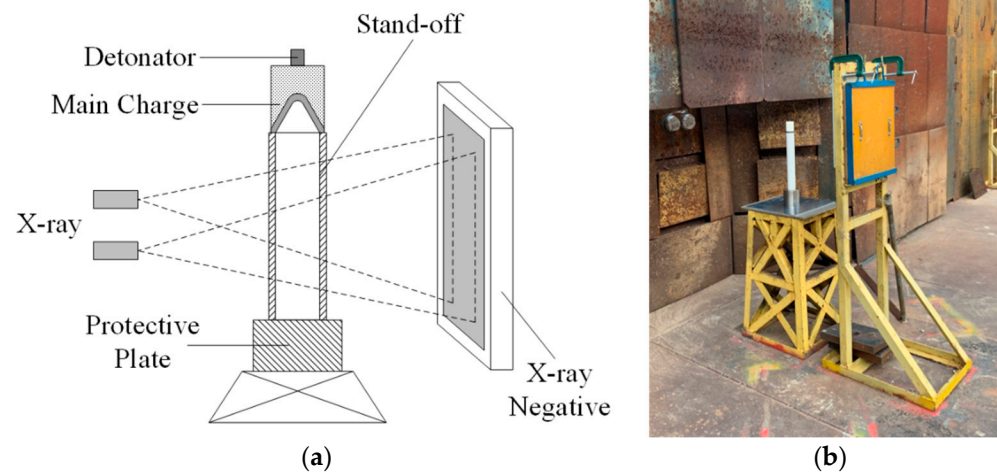 Detonator
Stand-off
Main Charge
X-ray
Protective
Plate
X-ray
Negative
(a)
(b)